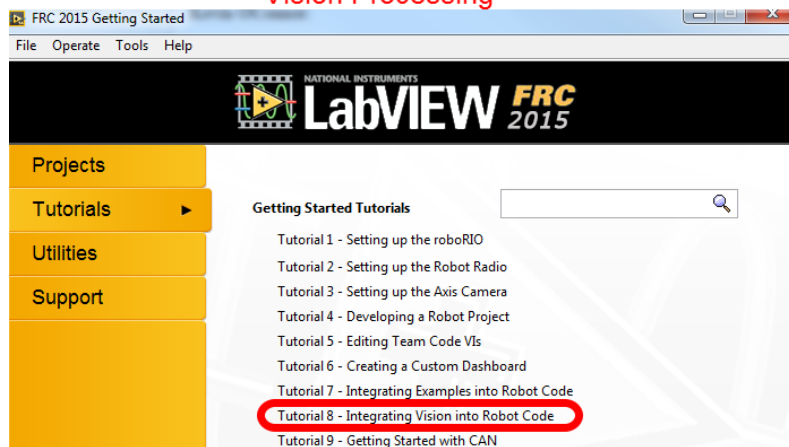 Vision Processing
FRC 2015 Getting Started
File Operate Tools Help
NATIONAL INSTRUMENTS
LabVIEW FRC 2015
Projects
Tutorials
Utilities
Support
Getting Started Tutorials
Tutorial 1 - Setting up the roboRIO
Tutorial 2 - Setting up the Robot Radio
Tutorial 3 - Setting up the Axis Camera
Tutorial 4 - Developing a Robot Project
Tutorial 5 - Editing Team Code VIs
Tutorial 6 - Creating a Custom Dashboard
Tutorial 7 - Integrating Examples into Robot Code
Tutorial 8 - Integrating Vision into Robot Code
Tutorial 9 - Getting Started with CAN